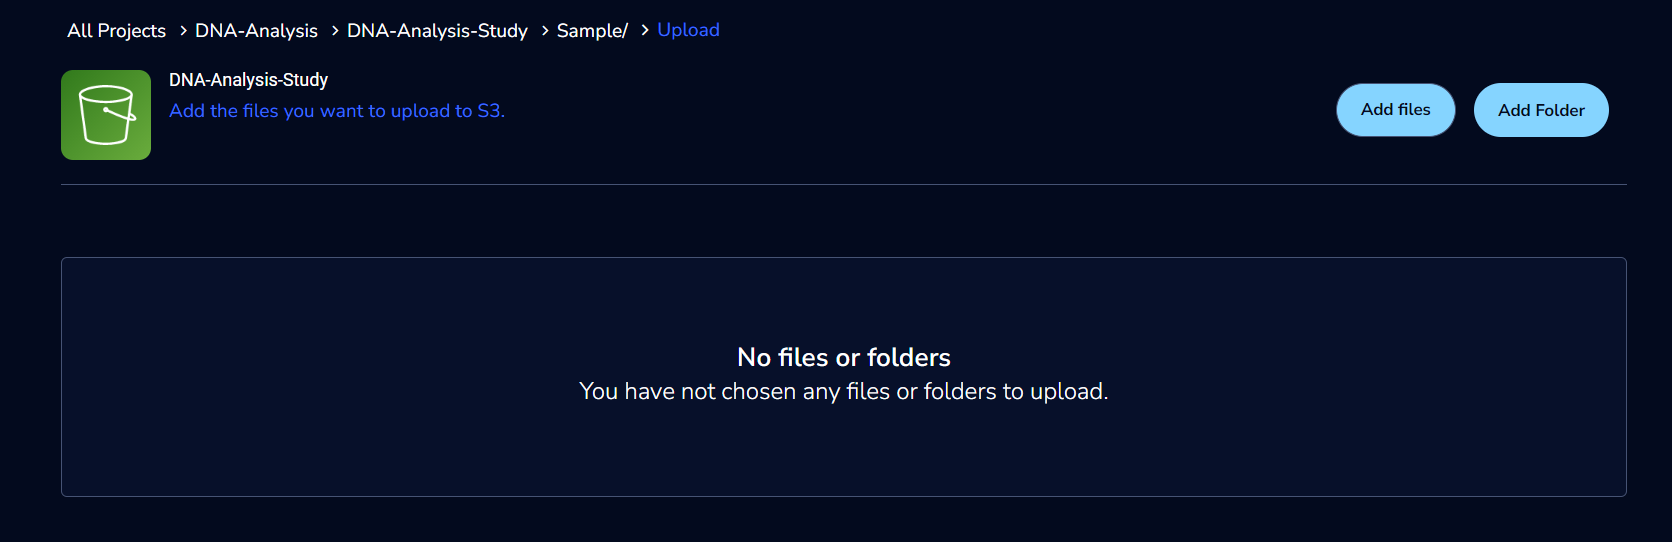 All Projects > DNA-Analysis > DNA-Analysis-Study > Sample/ > Upload
DNA-Analysis-Study
Add the files you want to upload to S3.
Add files
Add Folder
No files or folders
You have not chosen any files or folders to upload.